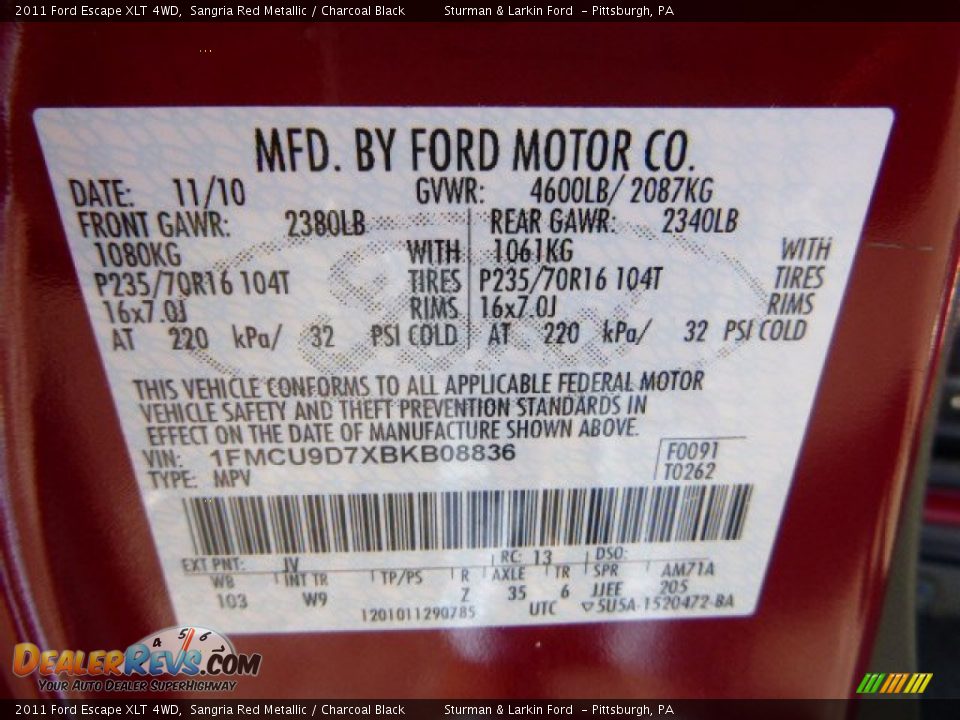 2011 Ford Escape XLT 4WD, Sangria Red Metallic / Charcoal Black Sturman & Larkin Ford - Pittsburgh, PA
...
MFD. BY FORD MOTOR CO.
DATE: 11/10 GVWR: 4600LB/ 2087KG
FRONT GAWR: 2380LB REAR GAWR: 2340LB
1080KG WITH 1061KG WITH
P235/70R16 104T TIRES P235/70R16 104T TIRES
16x7.0J RIMS 16x7.0J RIMS
AT 220 kPa/ 32 PSI COLD AT 220 kPa/ 32 PSI COLD
THIS VEHICLE CONFORMS TO ALL APPLICABLE FEDERAL MOTOR
VEHICLE SAFETY AND THEFT PREVENTION STANDARDS IN
EFFECT ON THE DATE OF MANUFACTURE SHOWN ABOVE.
VIN: 1FMCU9D7XBKB08836 F0091
TYPE: MPV T0262
EXT PNT: JV RC: 13 DSO:
WB INT TR TP/PS R AXLE TR SPR AM71A
103 W9 Z 35 6 JJEE 205
1201011290785 UTC ▽5U5A-1520472-BA
4 5 6
DEALERREVS.COM
YOUR AUTO DEALER SUPERHIGHWAY
2011 Ford Escape XLT 4WD, Sangria Red Metallic / Charcoal Black Sturman & Larkin Ford - Pittsburgh, PA